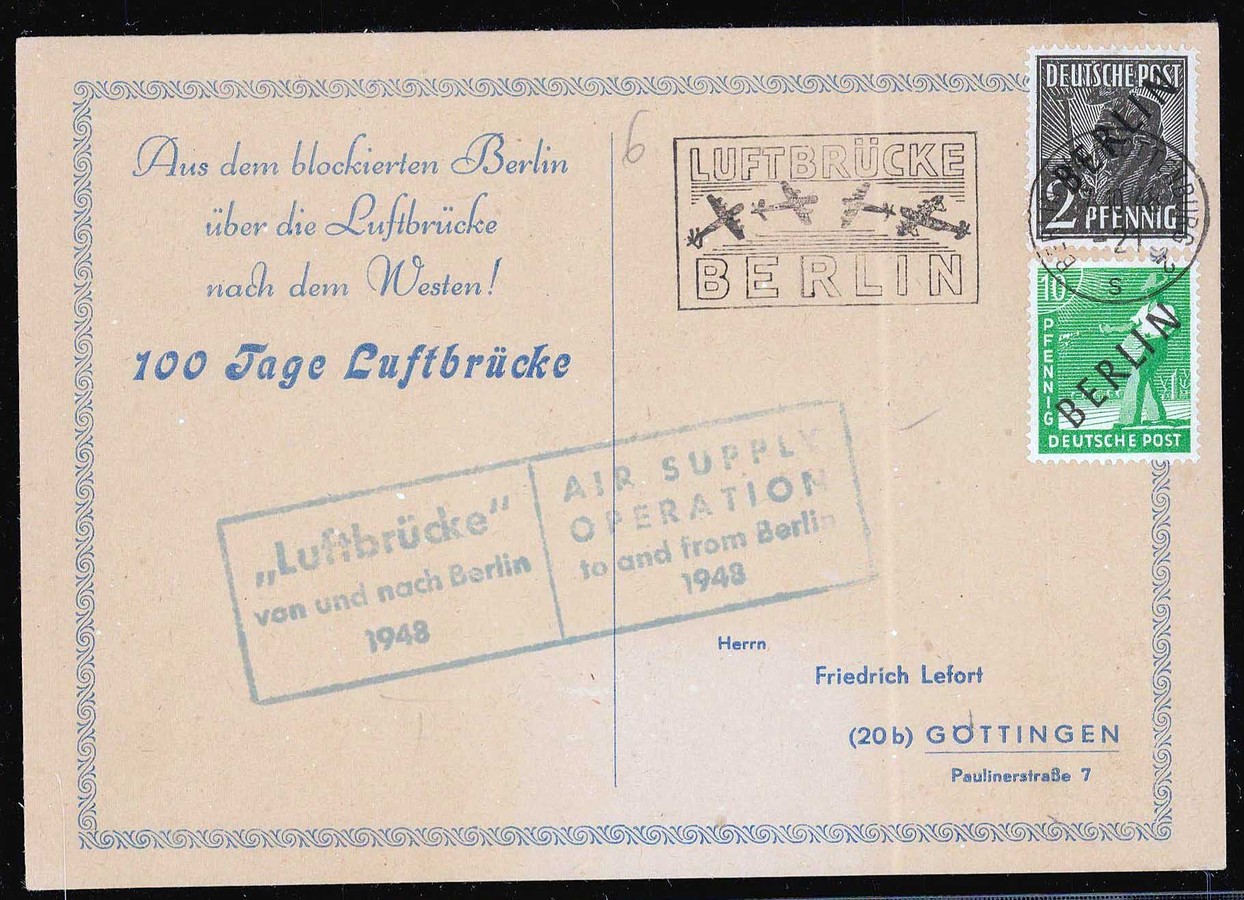 Aus dem blockierten Berlin
über die Luftbrücke
nach dem Westen!
100 Tage Luftbrücke
6
LUFTBRÜCKE
BERLIN
DEUTSCHE POST
BERLIN
2 PFENNIG
S
10
PFENNIG
BERLIN
DEUTSCHE POST
„Luftbrücke"
von und nach Berlin
1948
AIR SUPPLY
OPERATION
to and from Berlin
1948
Herrn
Friedrich Lefort
(20b) GÖTTINGEN
Paulinerstraße 7